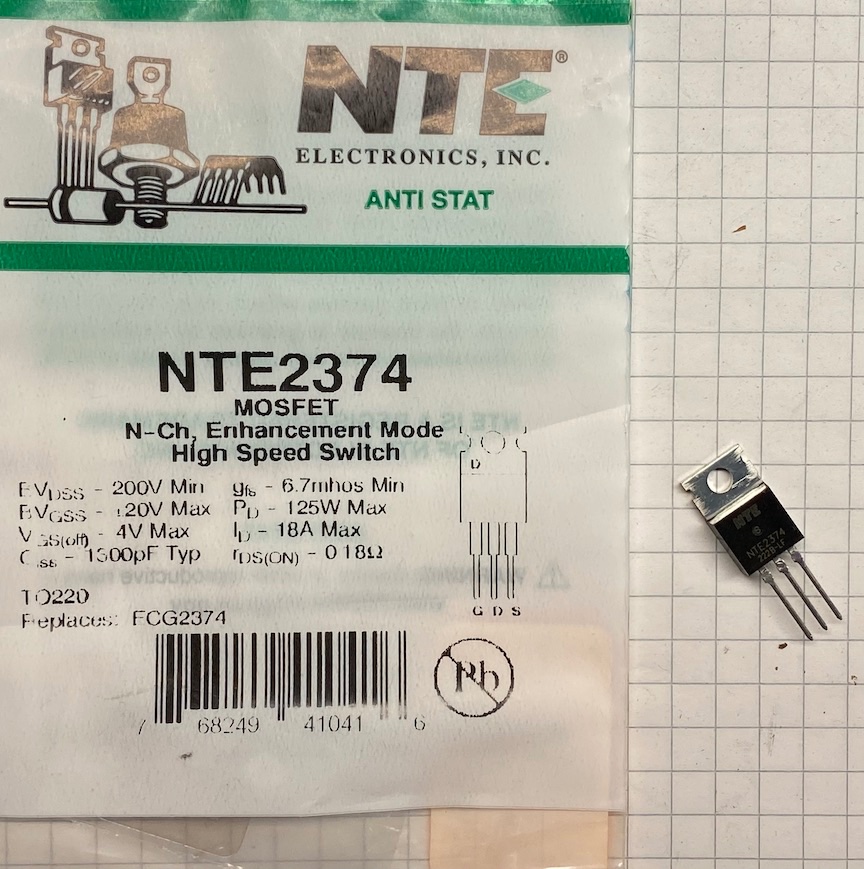 NTE®
ELECTRONICS, INC.
ANTI STAT
NTE2374
MOSFET
N-Ch, Enhancement Mode
High Speed Switch
BVDSS - 200V Min gfs - 6.7mhos Min
BVGSS - ±20V Max PD - 125W Max
VGS(off) - 4V Max ID - 18A Max
Ciss - 1300pF Typ rDS(ON) - 0.18Ω
TO220
Replaces: ECG2374
D
G D S
7 68249 41041 6
Pb
NTE
NTE2374